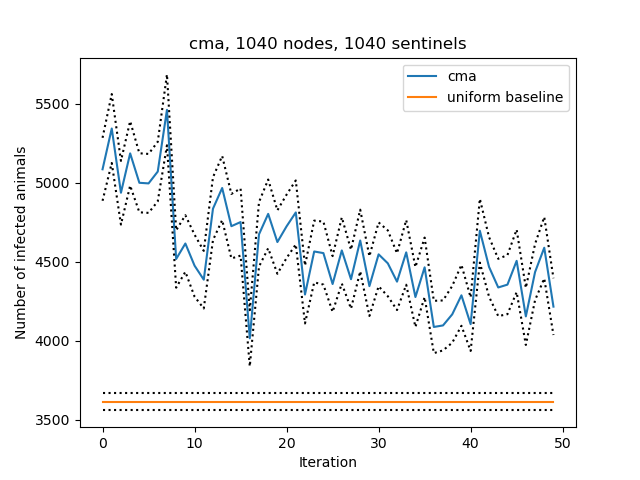 cma, 1040 nodes, 1040 sentinels
cma
uniform baseline
Number of infected animals
5500
5000
4500
4000
3500
0 10 20 30 40 50
Iteration